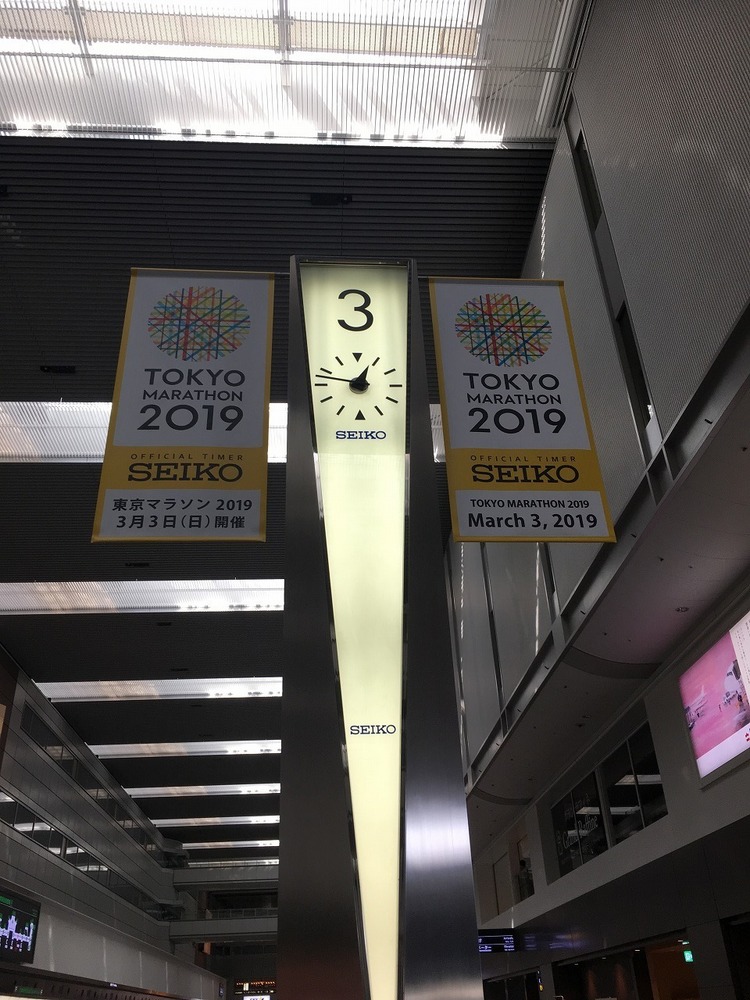 3
SEIKO
SEIKO
TOKYO
MARATHON
2019
OFFICIAL TIMER
SEIKO
東京マラソン 2019
3月3日(日)開催
TOKYO
MARATHON
2019
OFFICIAL TIMER
SEIKO
TOKYO MARATHON 2019
March 3, 2019